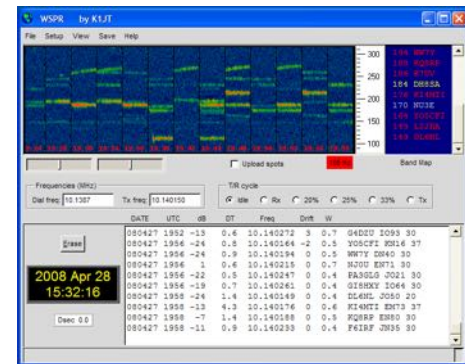 WSPR by K1JT
File Setup View Save Help
300
250
200
150
100
184 DH8SA
170 NU3E
Upload spots
Band Map
Frequencies (MHz)
Dial freq: 10.1387 Tx freq: 10.140150
T/R cycle
Idle Rx 20% 25% 33% Tx
DATE UTC dB DT Freq Drift W
Erase
2008 Apr 28
15:32:16
Dsec 0.0
080427 1952 -13 0.6 10.140272 3 0.7 G4DZU IO93 30
080427 1956 -24 0.8 10.140164 -2 0.5 YO5CFI KN16 37
080427 1956 -24 0.9 10.140194 0 0.5 WW7Y DN40 30
080427 1956 1 0.6 10.140215 0 0.7 NJ0U EN71 30
080427 1956 -22 0.5 10.140247 0 0.4 PA3GLG JO21 30
080427 1956 -19 0.7 10.140261 0 0.4 GI8HXY IO64 30
080427 1958 -24 1.4 10.140149 0 0.4 DL6NL JO50 20
080427 1958 -13 4.3 10.140176 0 0.6 KI4MTI EM73 37
080427 1958 -7 1.4 10.140188 0 0.5 KQ8RP EN80 30
080427 1958 -11 0.9 10.140233 0 0.4 F6IRF JN35 30